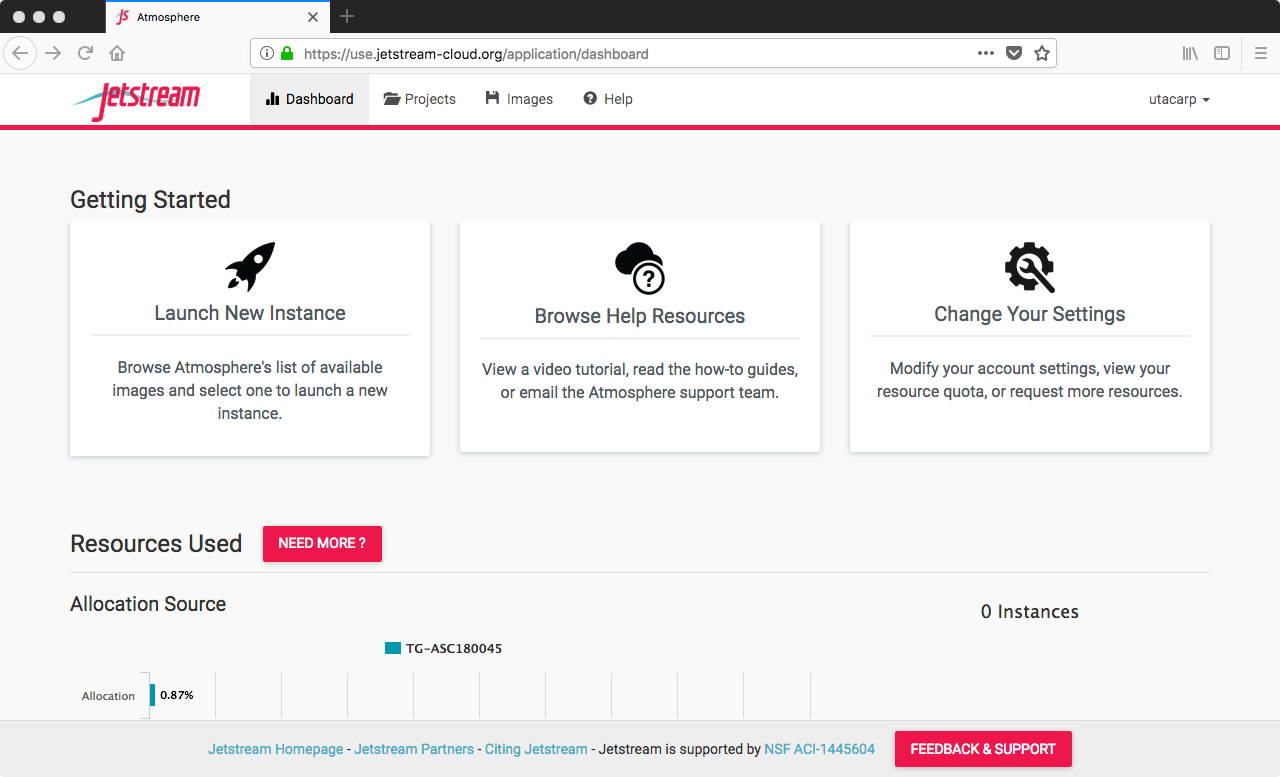 Atmosphere
https://use.jetstream-cloud.org/application/dashboard
Jetstream
Dashboard
Projects
Images
Help
utacarp
Getting Started
Launch New Instance
Browse Atmosphere's list of available
images and select one to launch a new
instance.
?
Browse Help Resources
View a video tutorial, read the how-to guides,
or email the Atmosphere support team.
Change Your Settings
Modify your account settings, view your
resource quota, or request more resources.
Resources Used
NEED MORE ?
Allocation Source
0 Instances
TG-ASC180045
Allocation
0.87%
Jetstream Homepage - Jetstream Partners - Citing Jetstream - Jetstream is supported by NSF ACI-1445604
FEEDBACK & SUPPORT